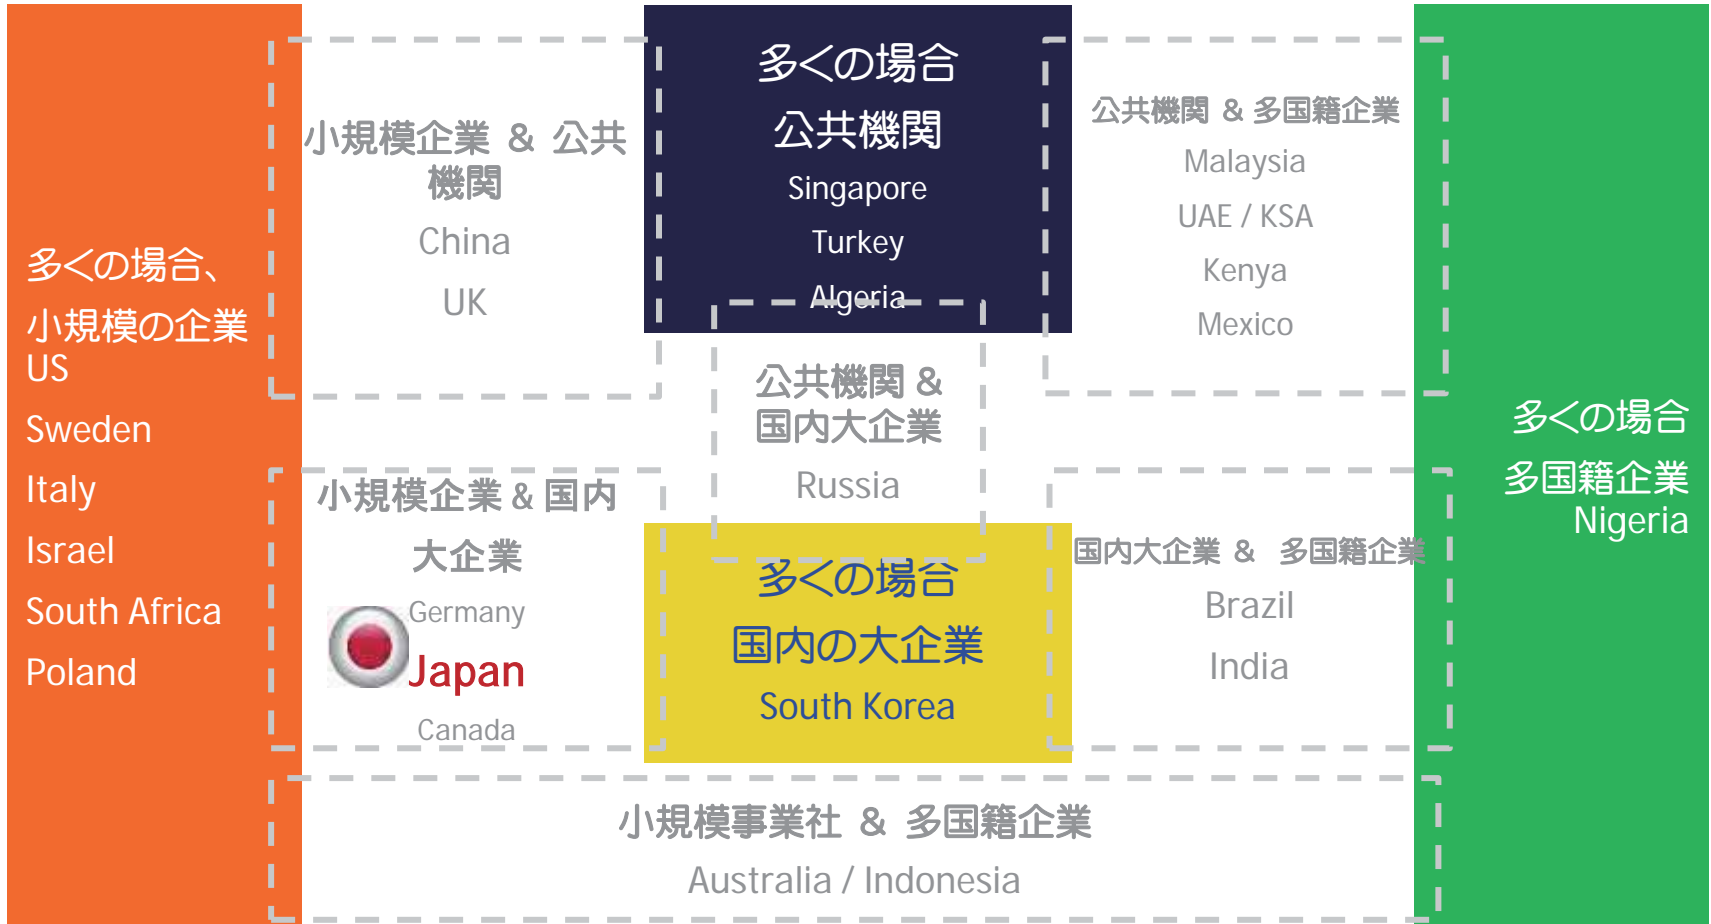 多くの場合、
小規模の企業
US
Sweden
Italy
Israel
South Africa
Poland
小規模企業 & 公共
機関
China
UK
多くの場合
公共機関
Singapore
Turkey
Algeria
公共機関 & 多国籍企業
Malaysia
UAE / KSA
Kenya
Mexico
公共機関 &
国内大企業
Russia
小規模企業 & 国内
大企業
Germany
Japan
Canada
多くの場合
国内の大企業
South Korea
国内大企業 & 多国籍企業
Brazil
India
多くの場合
多国籍企業
Nigeria
小規模事業社 & 多国籍企業
Australia / Indonesia